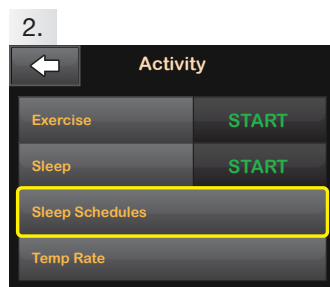 2.
Activity
Exercise START
Sleep START
Sleep Schedules
Temp Rate